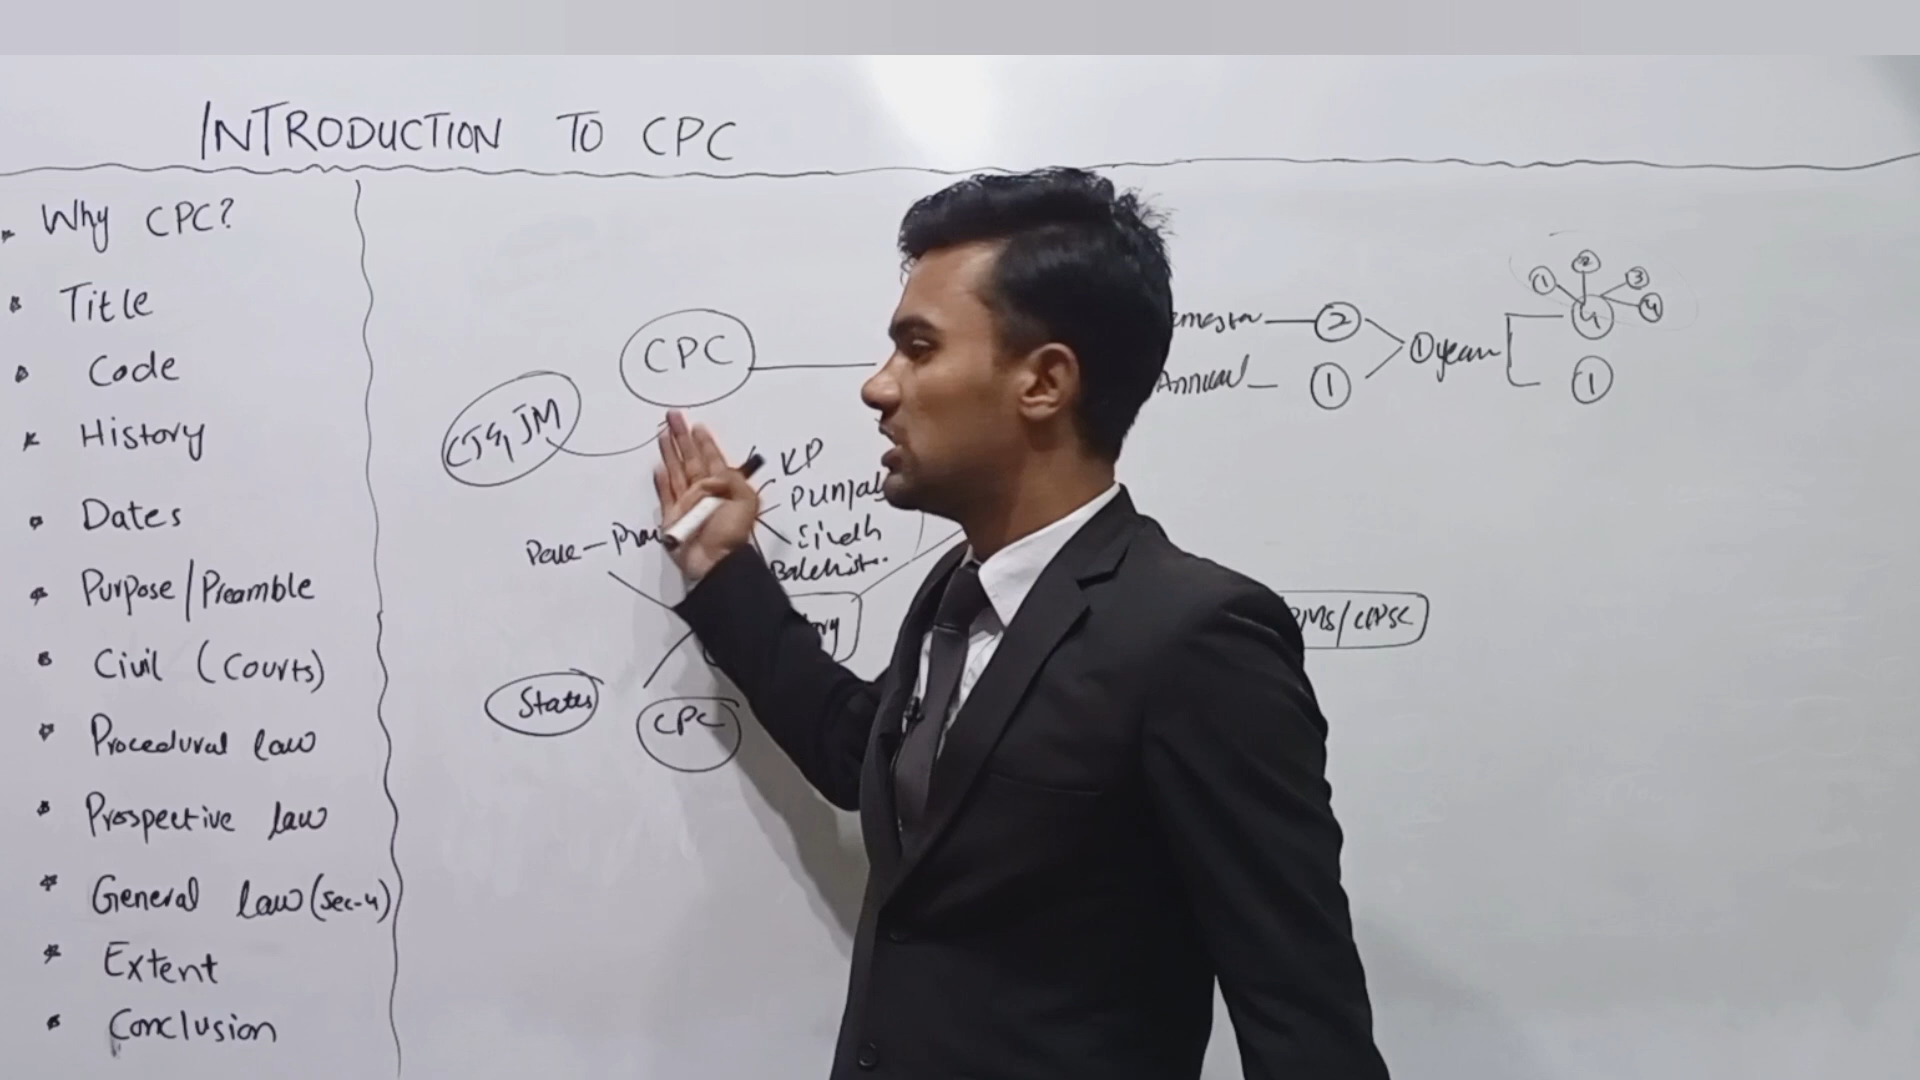 INTRODUCTION TO CPC
Why CPC?
Title
Code
History
Dates
Purpose/Preamble
Civil (Courts)
Procedural law
Prospective law
General law (sec-4)
Extent
Conclusion
CPC
CJ & JM
KP
Punjab
Sindh
States
CPC
Annual
2
1
1 year
1
2
3
4
4
1
PMS/